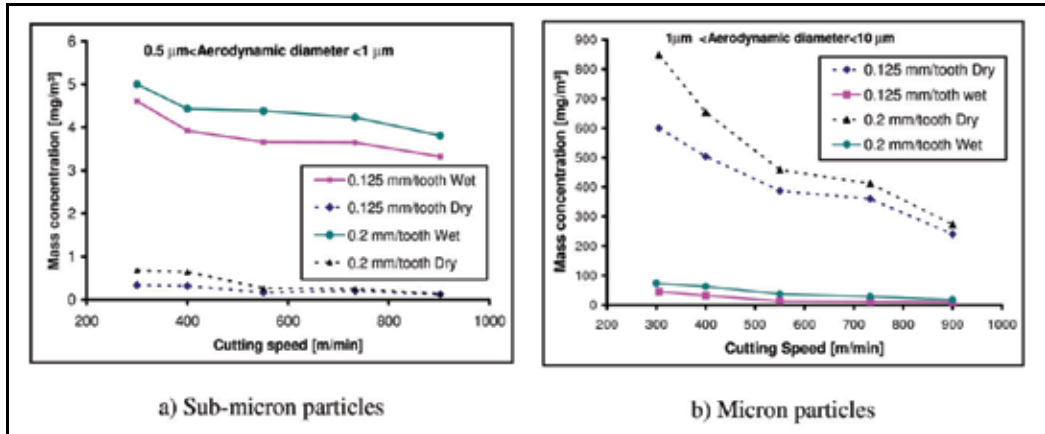 0.5 μm<Aerodynamic diameter <1 μm
Mass concentration [mg/m³]
6
5
4
3
2
1
0
0.125 mm/tooth Wet
0.125 mm/tooth Dry
0.2 mm/tooth Wet
0.2 mm/tooth Dry
200 400 600 800 1000
Cutting speed [m/min]
a) Sub-micron particles
1μm <Aerodynamic diameter<10 μm
Mass concentration [mg/m³]
900
800
700
600
500
400
300
200
100
0
0.125 mm/tooth Dry
0.125 mm/toth wet
0.2 mm/tooth Dry
0.2 mm/tooth Wet
200 300 400 500 600 700 800 900 1000
Cutting Speed [m/min]
b) Micron particles